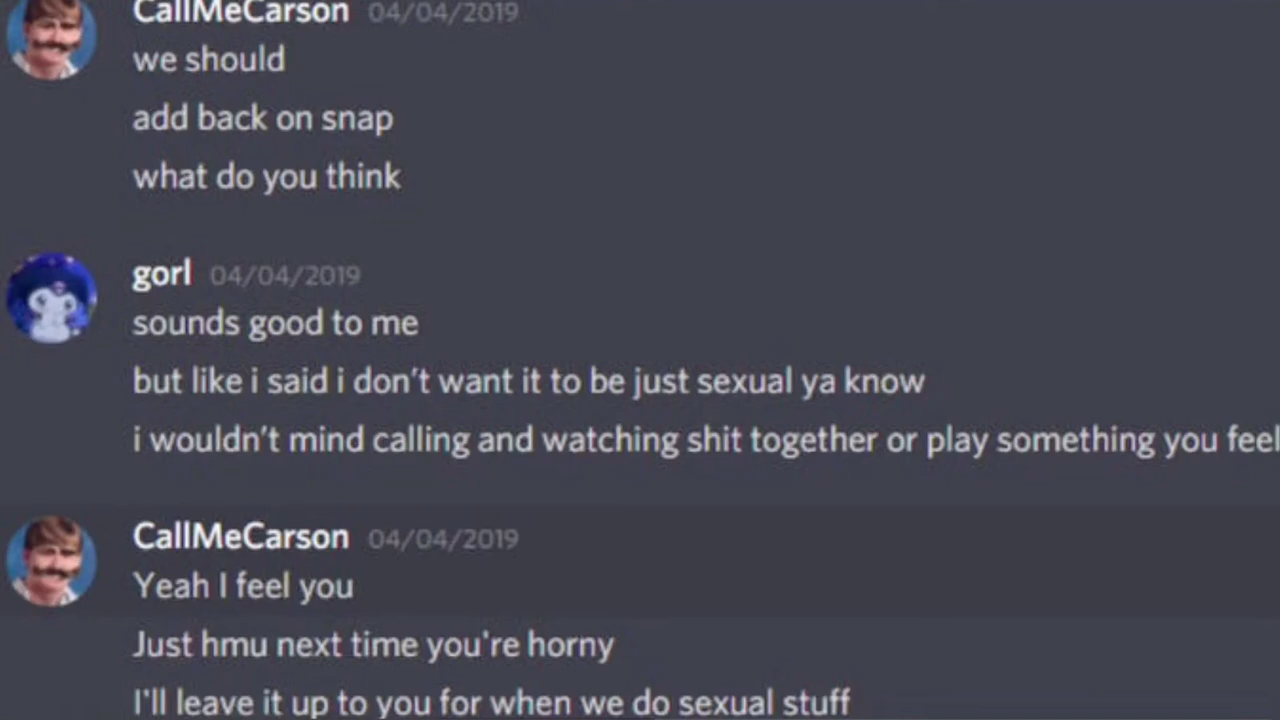 CallMeCarson 04/04/2019
we should
add back on snap
what do you think
gorl 04/04/2019
sounds good to me
but like i said i don't want it to be just sexual ya know
i wouldn't mind calling and watching shit together or play something you feel
CallMeCarson 04/04/2019
Yeah I feel you
Just hmu next time you're horny
I'll leave it up to you for when we do sexual stuff